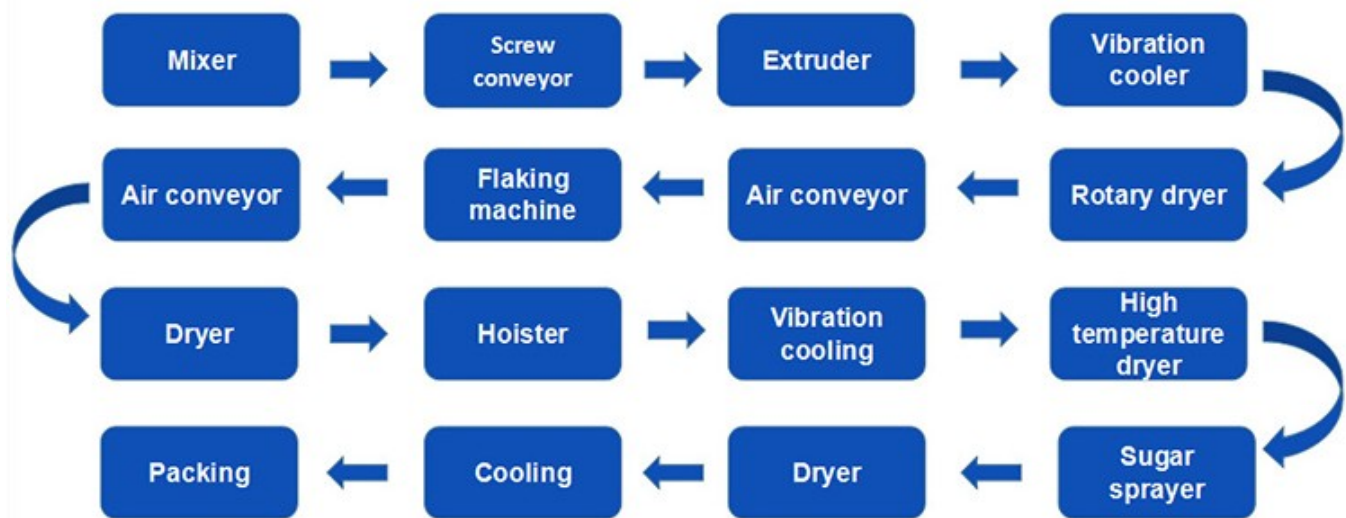 Mixer
Screw
conveyor
Extruder
Vibration
cooler
Air conveyor
Flaking
machine
Air conveyor
Rotary dryer
Dryer
Hoister
Vibration
cooling
High
temperature
dryer
Packing
Cooling
Dryer
Sugar
sprayer